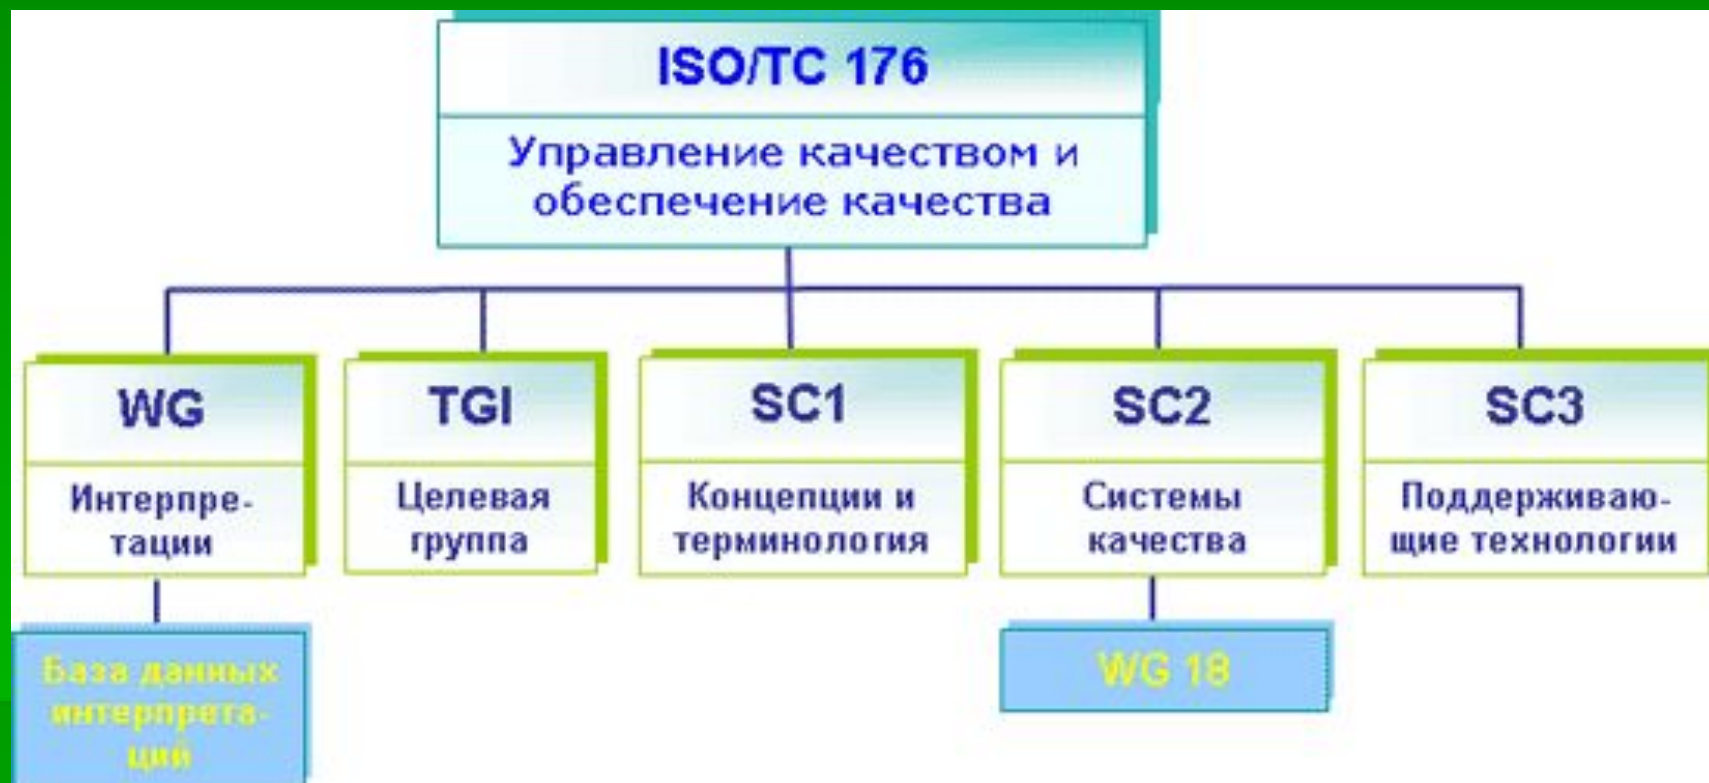 ISO/TC 176
Управление качеством и
обеспечение качества
WG
Интерпре-
тации
TGI
Целевая
группа
SC1
Концепции и
терминология
SC2
Системы
качества
SC3
Поддерживаю-
щие технологии
База данных
интерпрета-
ций
WG 18